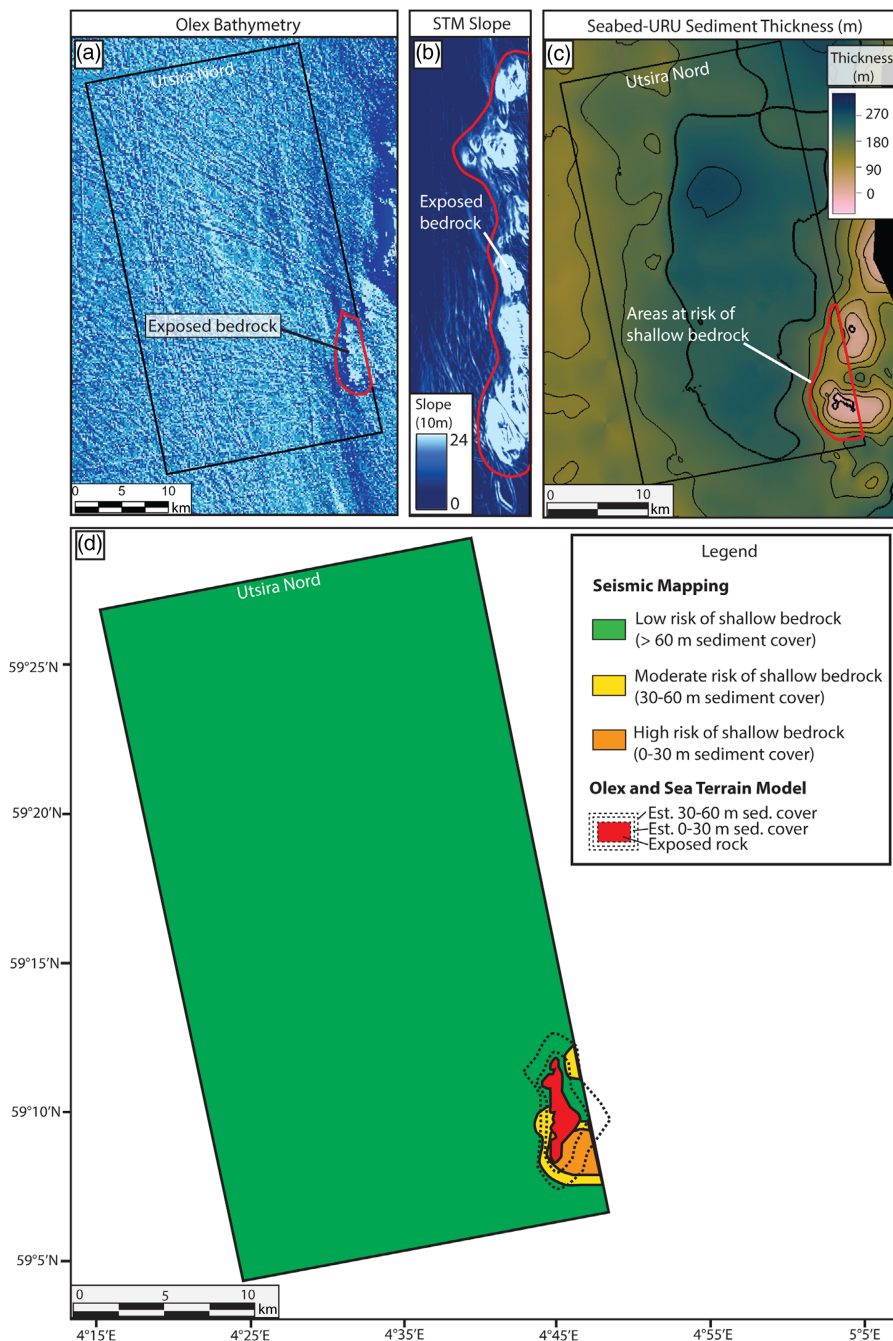 Olex Bathymetry
(a)
Utsira Nord
Exposed bedrock
0 5 10
km
STM Slope
(b)
Exposed
bedrock
Slope
(10m)
24
0
Seabed-URU Sediment Thickness (m)
(c)
Utsira Nord
Thickness
(m)
270
180
90
0
Areas at risk of
shallow bedrock
0 10
km
(d)
Utsira Nord
59°25'N
59°20'N
59°15'N
59°10'N
59°5'N
0 5 10
km
4°15'E 4°25'E 4°35'E 4°45'E 4°55'E 5°5'E
Legend
Seismic Mapping
Low risk of shallow bedrock
(> 60 m sediment cover)
Moderate risk of shallow bedrock
(30-60 m sediment cover)
High risk of shallow bedrock
(0-30 m sediment cover)
Olex and Sea Terrain Model
Est. 30-60 m sed. cover
Est. 0-30 m sed. cover
Exposed rock